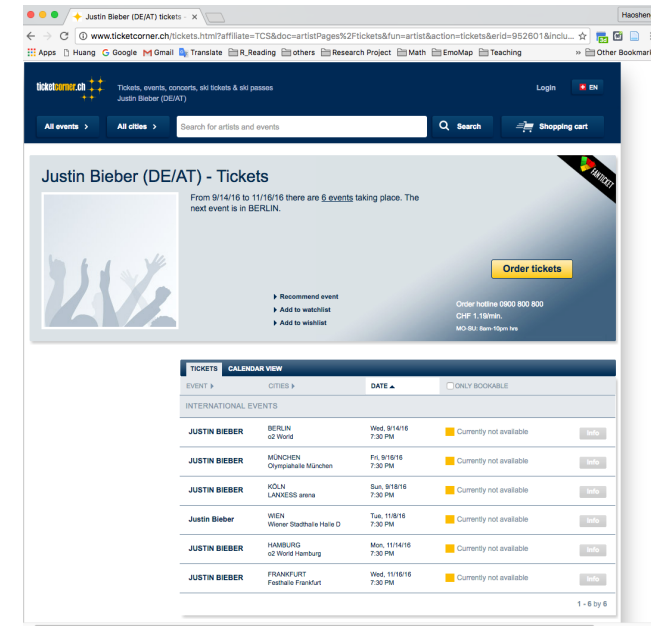 Justin Bieber (DE/AT) tickets
Haoshen
www.ticketcorner.ch/tickets.html?affiliate=TCS&doc=artistPages%2Ftickets&fun=artist&action=tickets&erid=952601&inclu...
Apps Huang Google Gmail Translate R_Reading others Research Project Math EmoMap Teaching » Other Bookmark
ticketcorner.ch
Tickets, events, concerts, ski tickets & ski passes
Justin Bieber (DE/AT)
Login EN
All events > All cities > Search for artists and events Search Shopping cart
Justin Bieber (DE/AT) - Tickets
FANTICKET
From 9/14/16 to 11/16/16 there are 6 events taking place. The
next event is in BERLIN.
Order tickets
Recommend event
Add to watchlist
Add to wishlist
Order hotline 0900 800 800
CHF 1.19/min.
MO-SU: 8am-10pm hrs
TICKETS CALENDAR VIEW
EVENT CITIES DATE ONLY BOOKABLE
INTERNATIONAL EVENTS
JUSTIN BIEBER BERLIN Wed, 9/14/16 Currently not available Info
o2 World 7:30 PM
JUSTIN BIEBER MÜNCHEN Fri, 9/16/16 Currently not available Info
Olympiahalle München 7:30 PM
JUSTIN BIEBER KÖLN Sun, 9/18/16 Currently not available Info
LANXESS arena 7:30 PM
Justin Bieber WIEN Tue, 11/8/16 Currently not available Info
Wiener Stadthalle Halle D 7:30 PM
JUSTIN BIEBER HAMBURG Mon, 11/14/16 Currently not available Info
o2 World Hamburg 7:30 PM
JUSTIN BIEBER FRANKFURT Wed, 11/16/16 Currently not available Info
Festhalle Frankfurt 7:30 PM
1 - 6 by 6